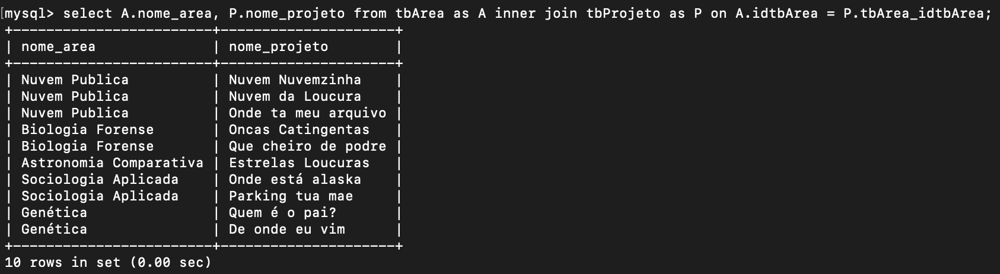 [mysql> select A.nome_area, P.nome_projeto from tbArea as A inner join tbProjeto as P on A.idtbArea = P.tbArea_idtbArea;
+------------------------+---------------------+
| nome_area              | nome_projeto        |
+------------------------+---------------------+
| Nuvem Publica          | Nuvem Nuvemzinha    |
| Nuvem Publica          | Nuvem da Loucura    |
| Nuvem Publica          | Onde ta meu arquivo |
| Biologia Forense       | Oncas Catingentas   |
| Biologia Forense       | Que cheiro de podre |
| Astronomia Comparativa | Estrelas Loucuras   |
| Sociologia Aplicada    | Onde está alaska    |
| Sociologia Aplicada    | Parking tua mae     |
| Genética               | Quem é o pai?       |
| Genética               | De onde eu vim      |
+------------------------+---------------------+
10 rows in set (0.00 sec)